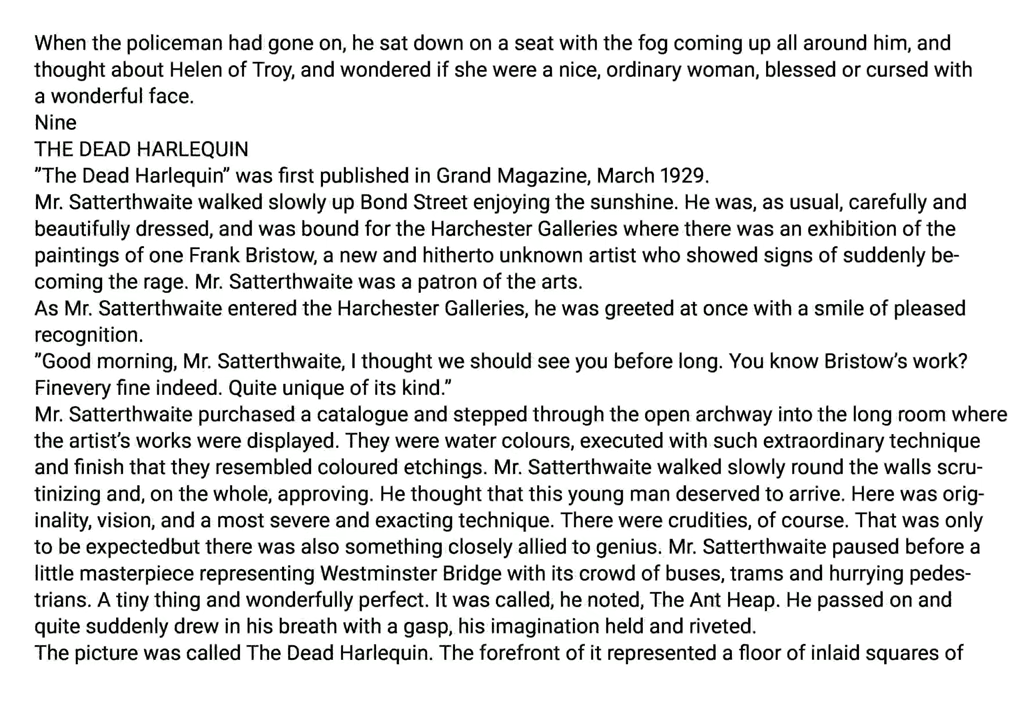 When the policeman had gone on, he sat down on a seat with the fog coming up all around him, and
thought about Helen of Troy, and wondered if she were a nice, ordinary woman, blessed or cursed with
a wonderful face.
Nine
THE DEAD HARLEQUIN
”The Dead Harlequin” was first published in Grand Magazine, March 1929.
Mr. Satterthwaite walked slowly up Bond Street enjoying the sunshine. He was, as usual, carefully and
beautifully dressed, and was bound for the Harchester Galleries where there was an exhibition of the
paintings of one Frank Bristow, a new and hitherto unknown artist who showed signs of suddenly be-
coming the rage. Mr. Satterthwaite was a patron of the arts.
As Mr. Satterthwaite entered the Harchester Galleries, he was greeted at once with a smile of pleased
recognition.
”Good morning, Mr. Satterthwaite, I thought we should see you before long. You know Bristow’s work?
Finevery fine indeed. Quite unique of its kind.”
Mr. Satterthwaite purchased a catalogue and stepped through the open archway into the long room where
the artist’s works were displayed. They were water colours, executed with such extraordinary technique
and finish that they resembled coloured etchings. Mr. Satterthwaite walked slowly round the walls scru-
tinizing and, on the whole, approving. He thought that this young man deserved to arrive. Here was orig-
inality, vision, and a most severe and exacting technique. There were crudities, of course. That was only
to be expectedbut there was also something closely allied to genius. Mr. Satterthwaite paused before a
little masterpiece representing Westminster Bridge with its crowd of buses, trams and hurrying pedes-
trians. A tiny thing and wonderfully perfect. It was called, he noted, The Ant Heap. He passed on and
quite suddenly drew in his breath with a gasp, his imagination held and riveted.
The picture was called The Dead Harlequin. The forefront of it represented a floor of inlaid squares of